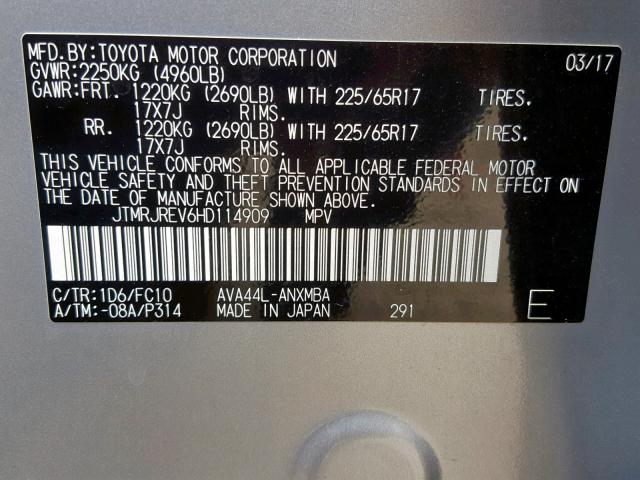 MFD.BY:TOYOTA MOTOR CORPORATION 03/17
GVWR:2250KG (4960LB)
GAWR:FRT. 1220KG (2690LB) WITH 225/65R17 TIRES.
17X7J RIMS.
RR. 1220KG (2690LB) WITH 225/65R17 TIRES.
17X7J RIMS.
THIS VEHICLE CONFORMS TO ALL APPLICABLE FEDERAL MOTOR
VEHICLE SAFETY AND THEFT PREVENTION STANDARDS IN EFFECT ON
THE DATE OF MANUFACTURE SHOWN ABOVE.
JTMRJREV6HD114909 MPV
C/TR:1D6/FC10 AVA44L-ANXMBA
A/TM:-08A/P314 MADE IN JAPAN 291 E